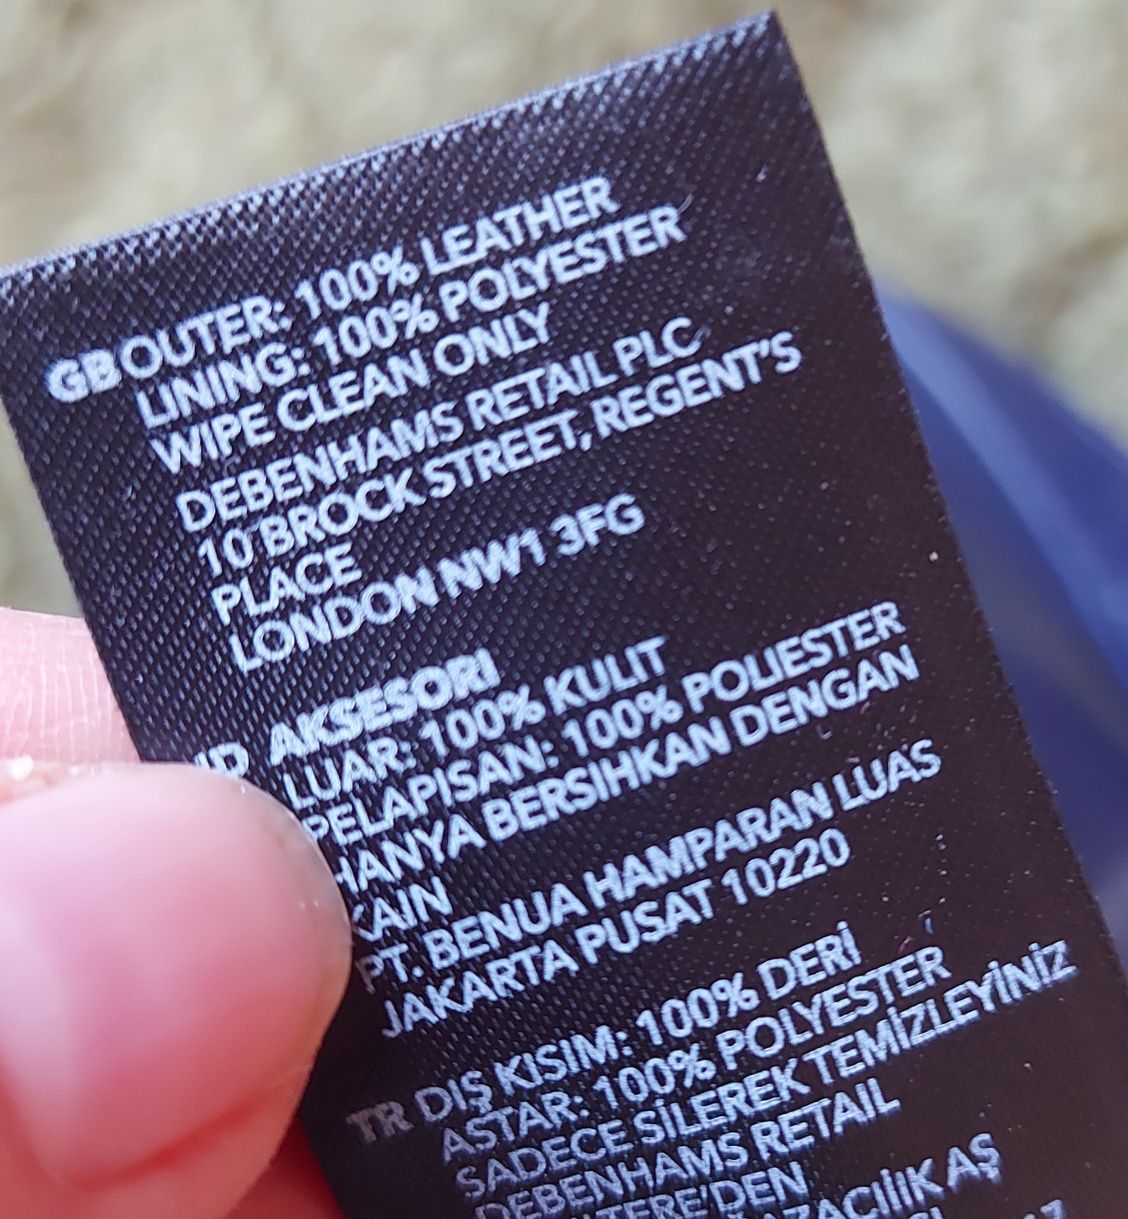 GB OUTER: 100% LEATHER
LINING: 100% POLYESTER
WIPE CLEAN ONLY
DEBENHAMS RETAIL PLC
10 BROCK STREET, REGENT'S
PLACE
LONDON NW1 3FG
ID AKSESORI
LUAR: 100% KULIT
PELAPISAN: 100% POLIESTER
HANYA BERSIHKAN DENGAN
KAIN
PT. BENUA HAMPARAN LUAS
JAKARTA PUSAT 10220
TR DIŞ KISIM: 100% DERİ
ASTAR: 100% POLYESTER
SADECE SİLEREK TEMİZLEYİNİZ
DEBENHAMS RETAIL
AŞ